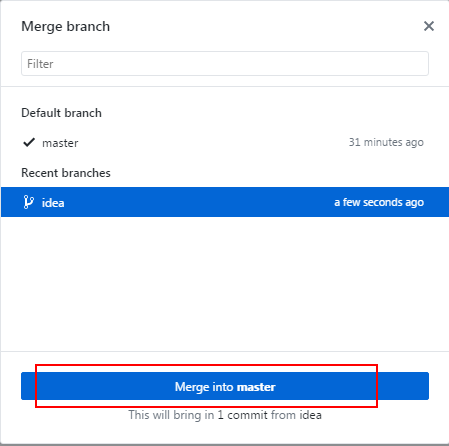 Merge branch
Filter
Default branch
master 31 minutes ago
Recent branches
idea a few seconds ago
Merge into master
This will bring in 1 commit from idea